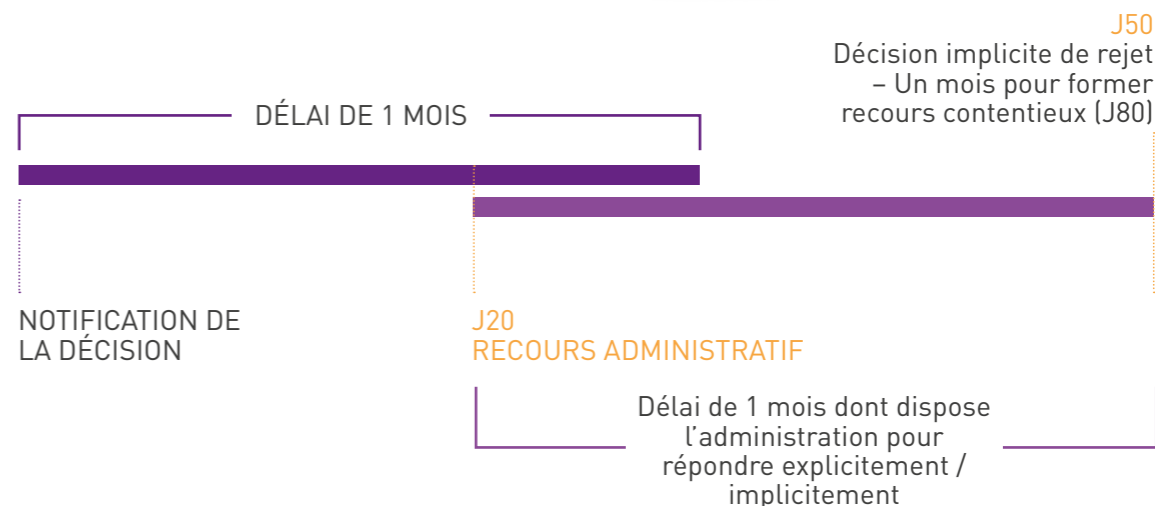 J50
Décision implicite de rejet
– Un mois pour former
recours contentieux (J80)
DÉLAI DE 1 MOIS
NOTIFICATION DE
LA DÉCISION
J20
RECOURS ADMINISTRATIF
Délai de 1 mois dont dispose
l’administration pour
répondre explicitement /
implicitement